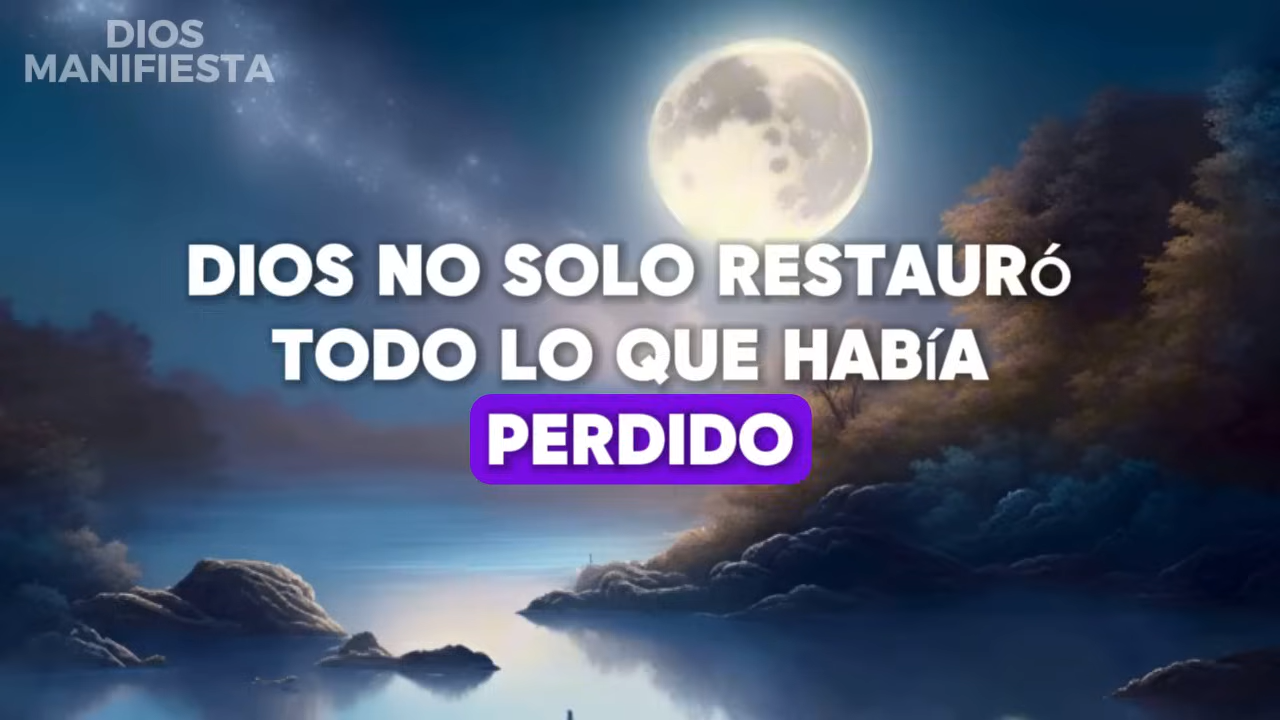 DIOS
MANIFIESTA
DIOS NO SOLO RESTAURÓ
TODO LO QUE HABÍA
PERDIDO